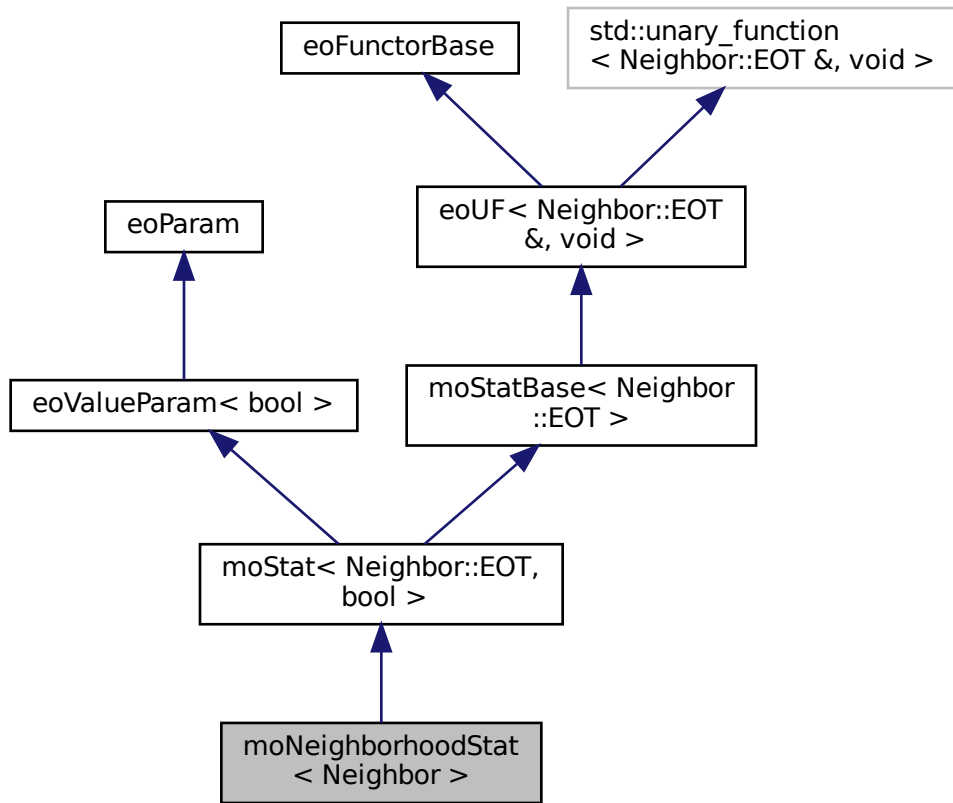 eoFunctorBase
std::unary_function
< Neighbor::EOT &, void >
eoParam
eoUF< Neighbor::EOT
&, void >
eoValueParam< bool >
moStatBase< Neighbor
::EOT >
moStat< Neighbor::EOT,
bool >
moNeighborhoodStat
< Neighbor >